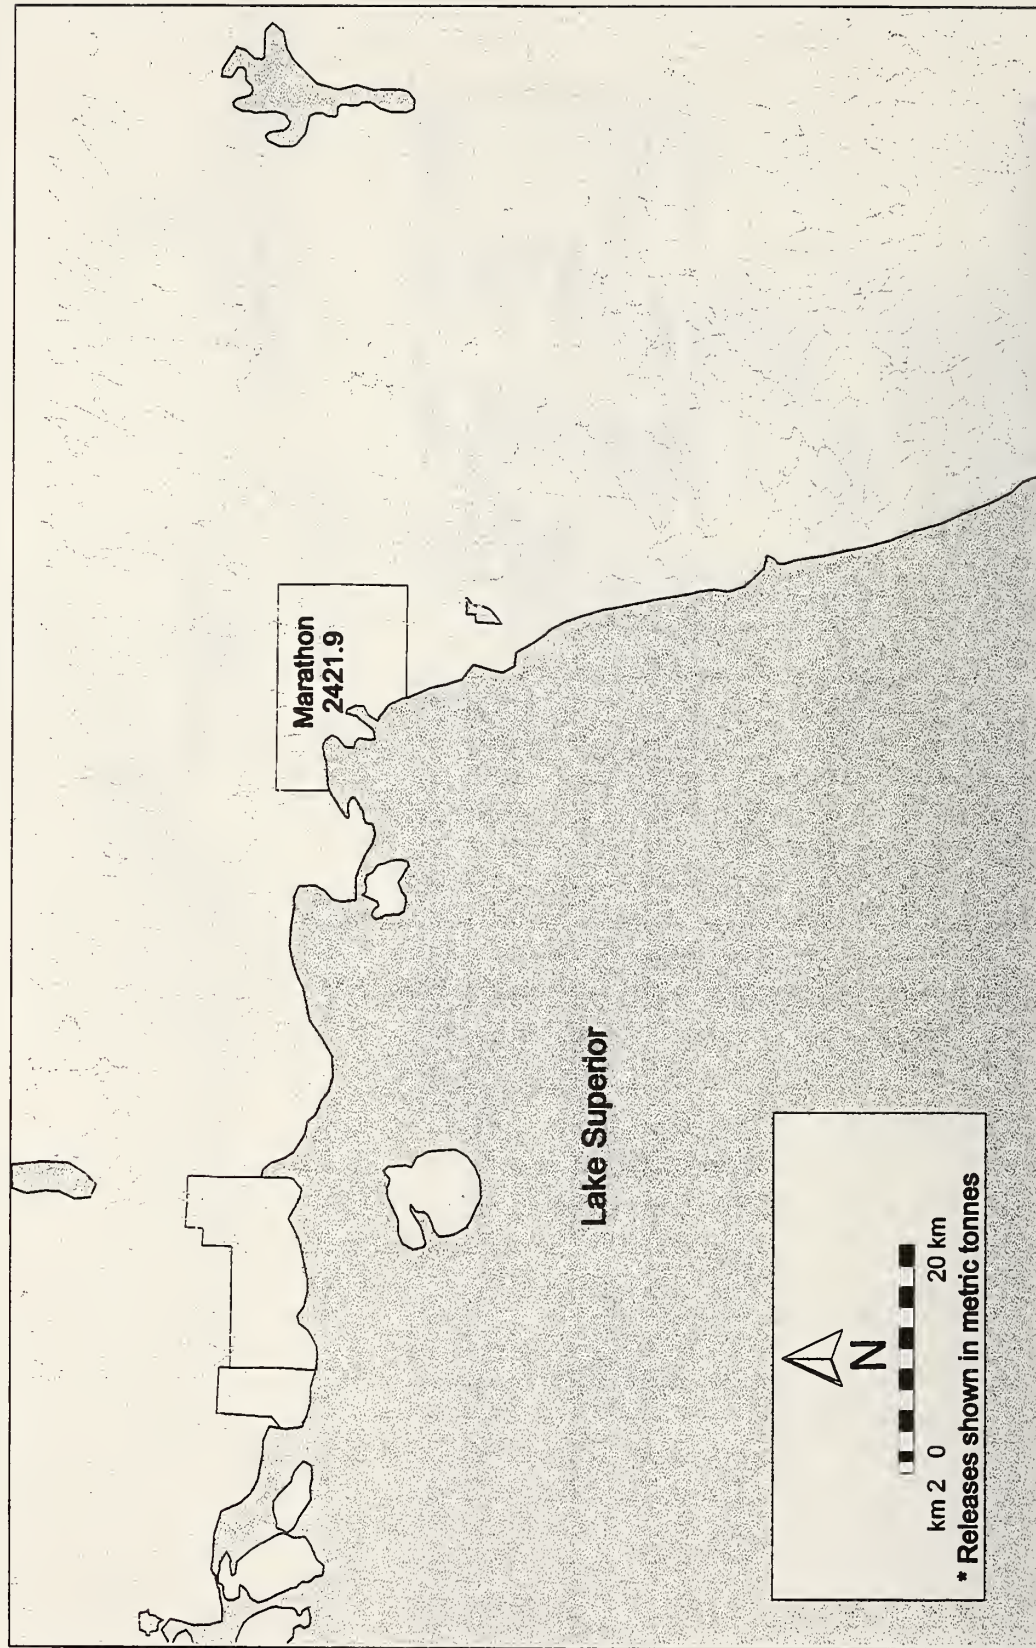 Marathon
2421.9
Lake Superior
N
km 2 0 20 km
* Releases shown in metric tonnes